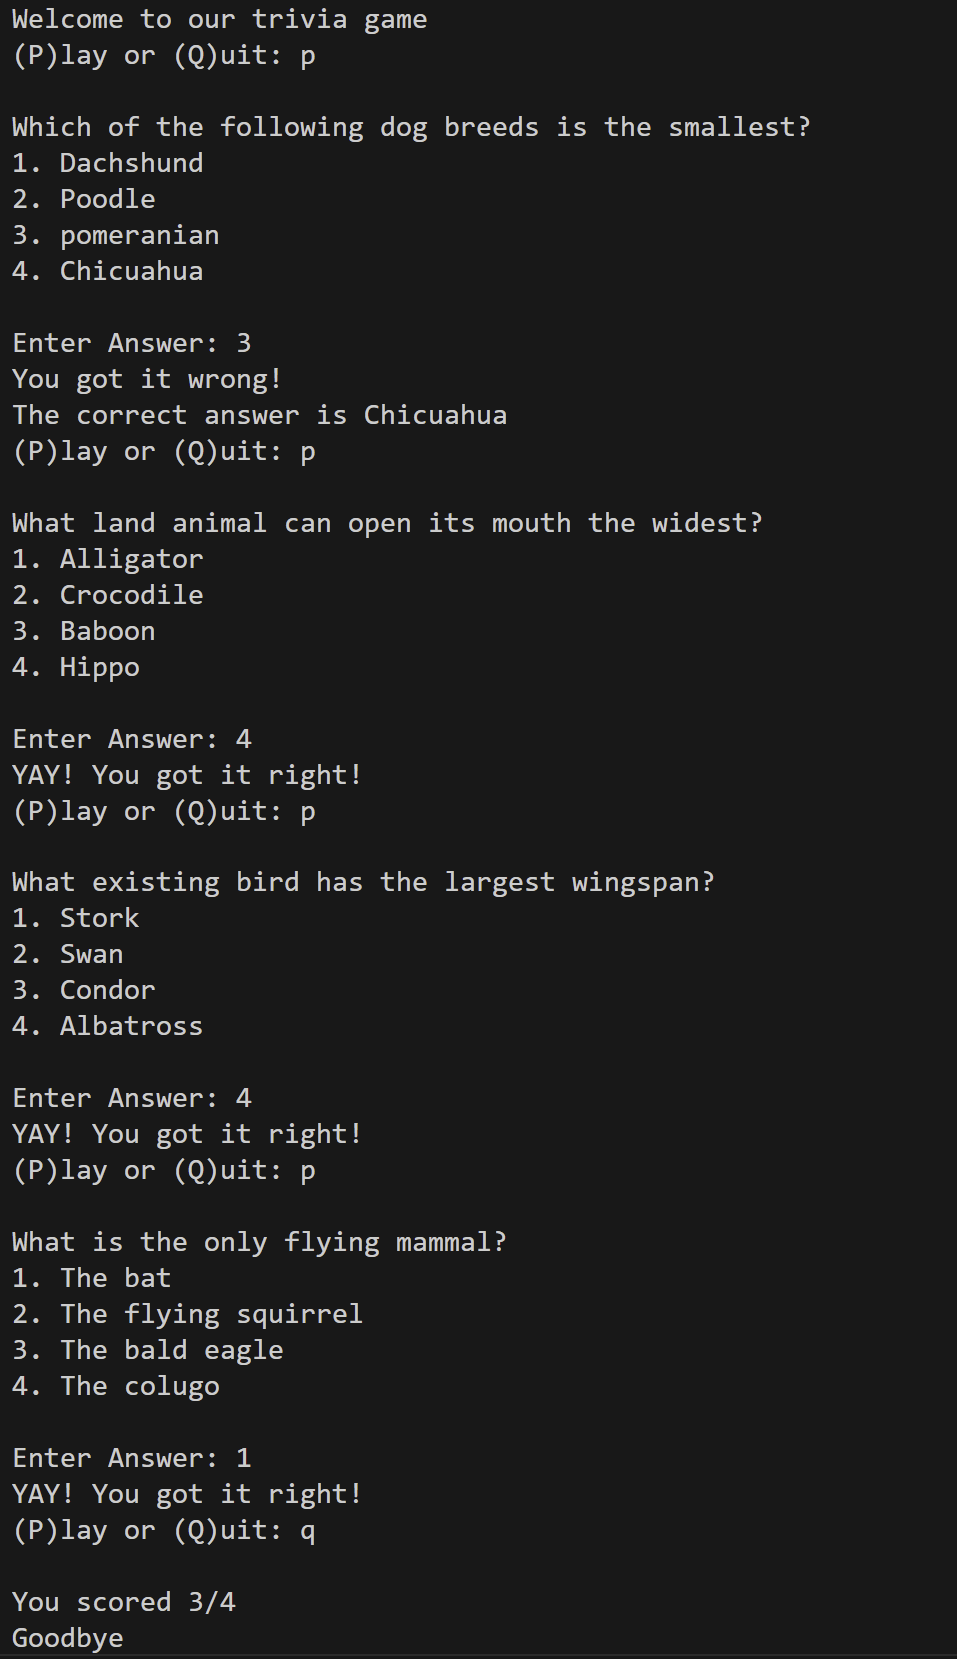 Welcome to our trivia game
(P)lay or (Q)uit: p
Which of the following dog breeds is the smallest?
1. Dachshund
2. Poodle
3. pomeranian
4. Chicuahua
Enter Answer: 3
You got it wrong!
The correct answer is Chicuahua
(P)lay or (Q)uit: p
What land animal can open its mouth the widest?
1. Alligator
2. Crocodile
3. Baboon
4. Hippo
Enter Answer: 4
YAY! You got it right!
(P)lay or (Q)uit: p
What existing bird has the largest wingspan?
1. Stork
2. Swan
3. Condor
4. Albatross
Enter Answer: 4
YAY! You got it right!
(P)lay or (Q)uit: p
What is the only flying mammal?
1. The bat
2. The flying squirrel
3. The bald eagle
4. The colugo
Enter Answer: 1
YAY! You got it right!
(P)lay or (Q)uit: q
You scored 3/4
Goodbye